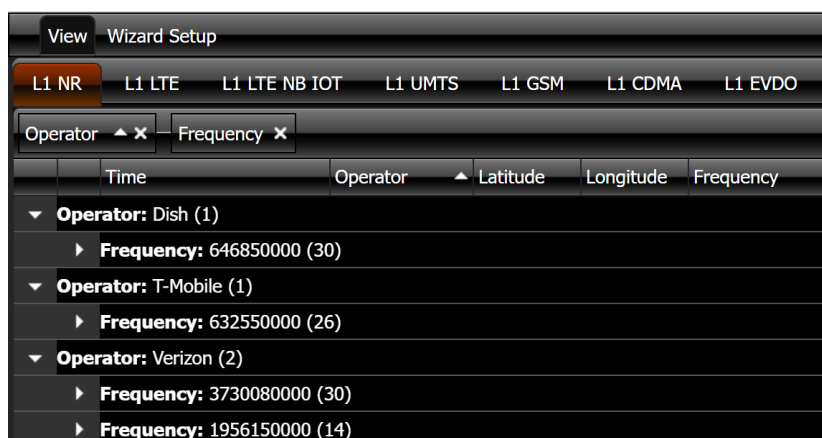 View Wizard Setup
L1 NR L1 LTE L1 LTE NB IOT L1 UMTS L1 GSM L1 CDMA L1 EVDO
Operator Frequency
Time Operator Latitude Longitude Frequency
Operator: Dish (1)
Frequency: 646850000 (30)
Operator: T-Mobile (1)
Frequency: 632550000 (26)
Operator: Verizon (2)
Frequency: 3730080000 (30)
Frequency: 1956150000 (14)